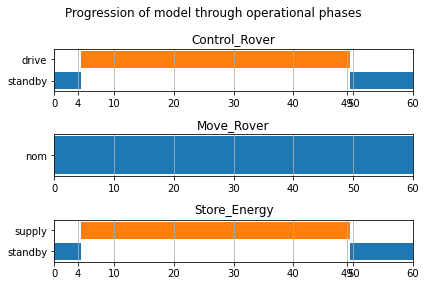 Progression of model through operational phases
Control_Rover
drive
standby
0 4 10 20 30 40 49 50 60
Move_Rover
nom
0 10 20 30 40 50 60
Store_Energy
supply
standby
0 4 10 20 30 40 49 50 60